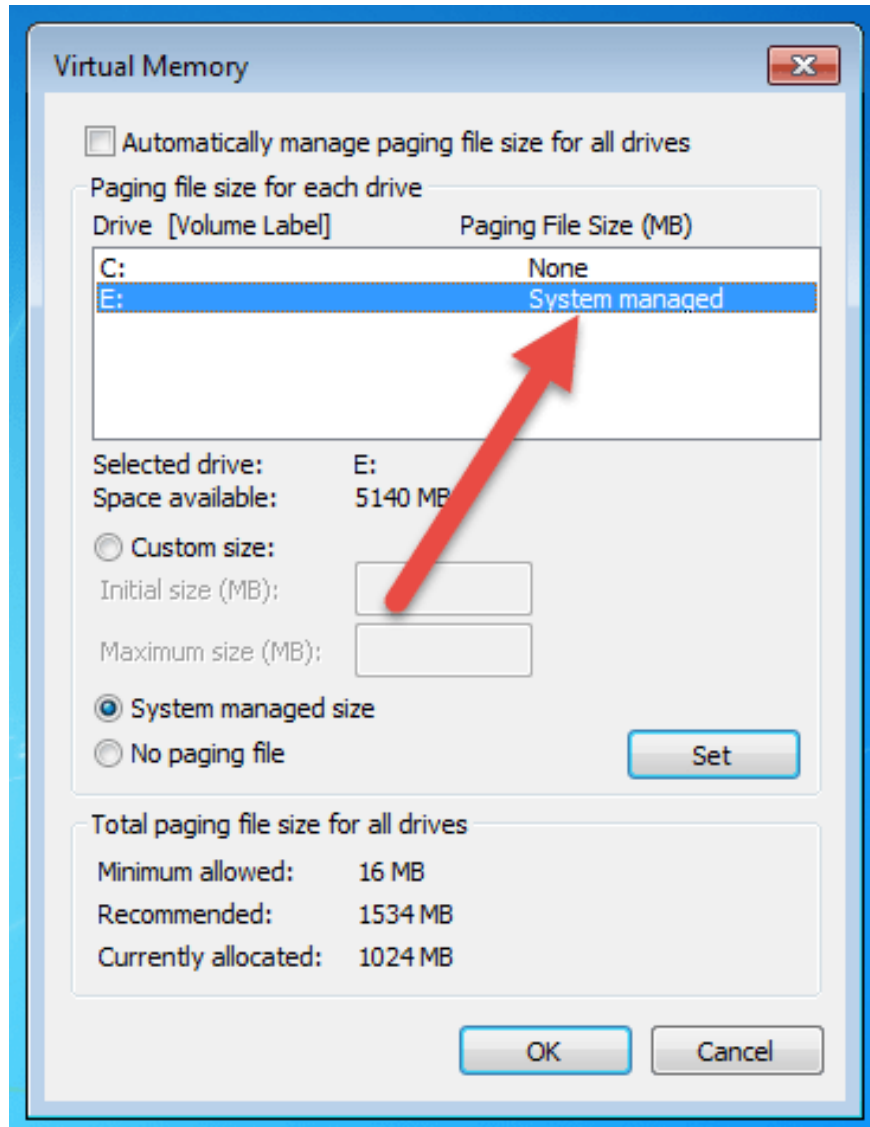 Virtual Memory
Automatically manage paging file size for all drives
Paging file size for each drive
Drive [Volume Label] Paging File Size (MB)
C: None
E: System managed
Selected drive: E:
Space available: 5140 MB
Custom size:
Initial size (MB):
Maximum size (MB):
System managed size
No paging file
Set
Total paging file size for all drives
Minimum allowed: 16 MB
Recommended: 1534 MB
Currently allocated: 1024 MB
OK Cancel